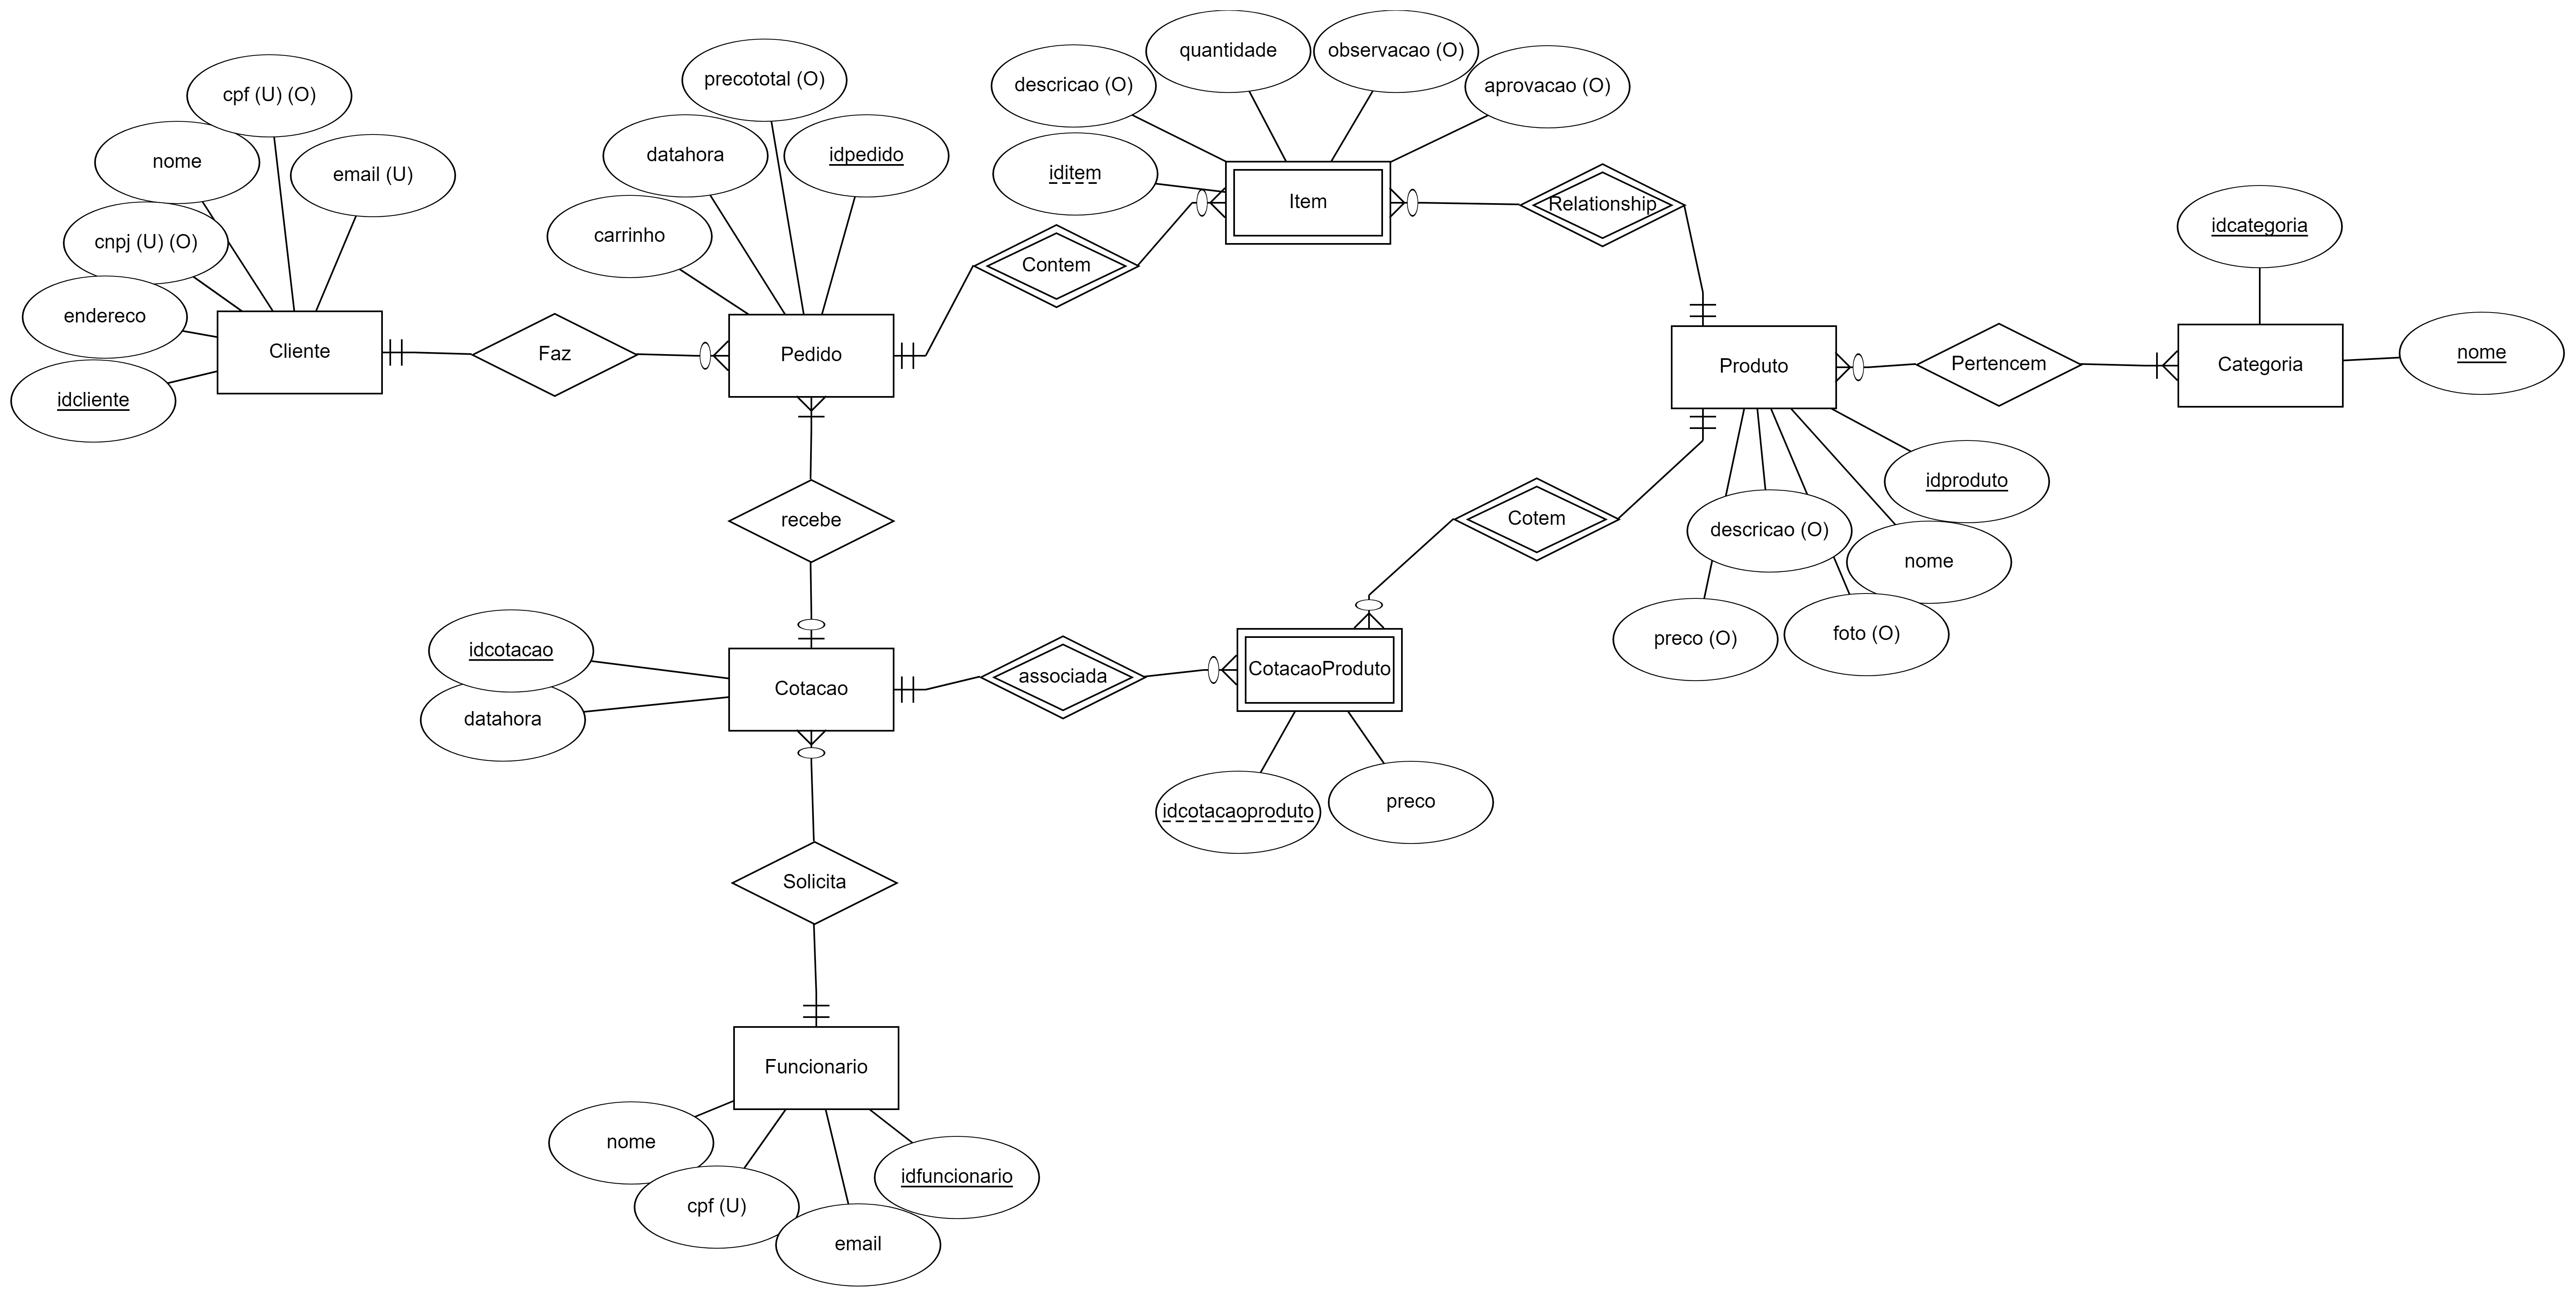 quantidade
observacao (O)
precototal (O)
descricao (O)
aprovacao (O)
cpf (U) (O)
datahora
idpedido
nome
email (U)
iditem
Item
Relationship
idcategoria
carrinho
cnpj (U) (O)
Contem
endereco
Cliente
Faz
Pedido
Produto
Pertencem
Categoria
nome
idcliente
idproduto
recebe
Cotem
descricao (O)
nome
preco (O)
foto (O)
idcotacao
Cotacao
associada
CotacaoProduto
datahora
idcotacaoproduto
preco
Solicita
Funcionario
nome
idfuncionario
cpf (U)
email